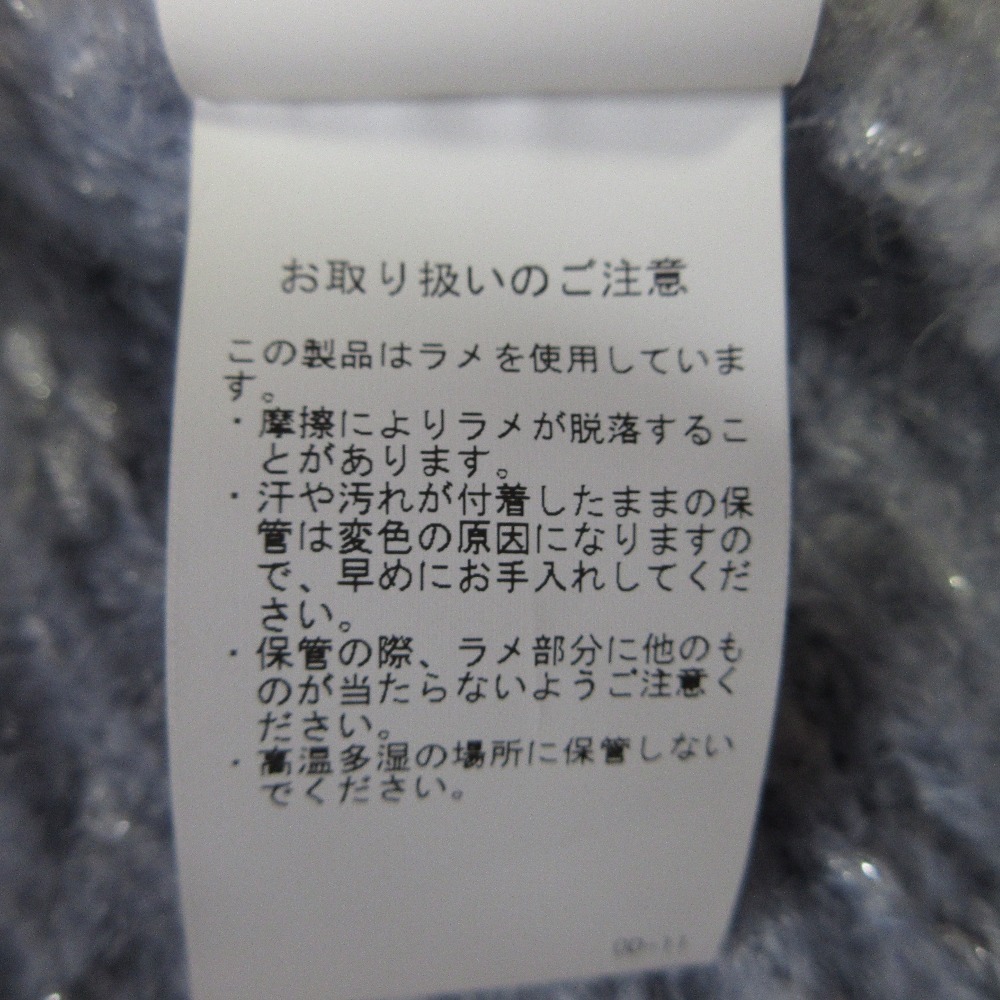 お取り扱いのご注意
この製品はラメを使用していま
す。
・摩擦によりラメが脱落するこ
とがあります。
・汗や汚れが付着したままの保
管は変色の原因になりますの
で、早めにお手入れしてくだ
さい。
・保管の際、ラメ部分に他のも
のが当たらないようご注意く
ださい。
・高温多湿の場所に保管しない
でください。